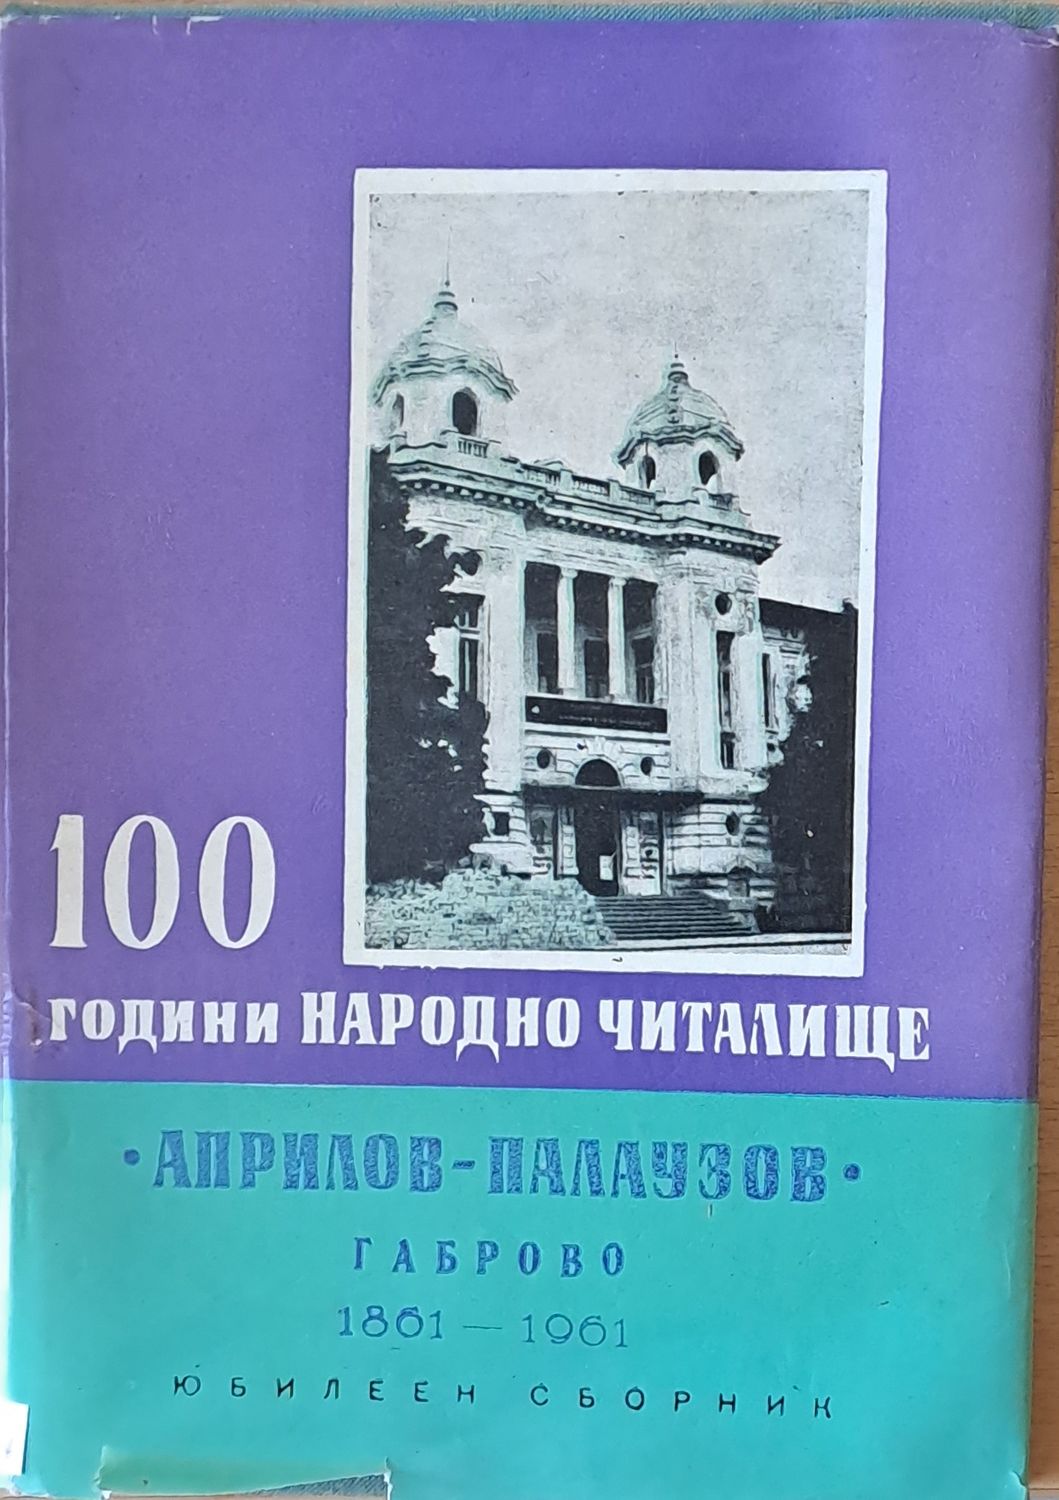 100
ГОДИНИ НАРОДНО ЧИТАЛИЩЕ
• АПРИЛОВ-ПАЛАУЗОВ •
ГАБРОВО
1861 — 1961
ЮБИЛЕЕН СБОРНИК